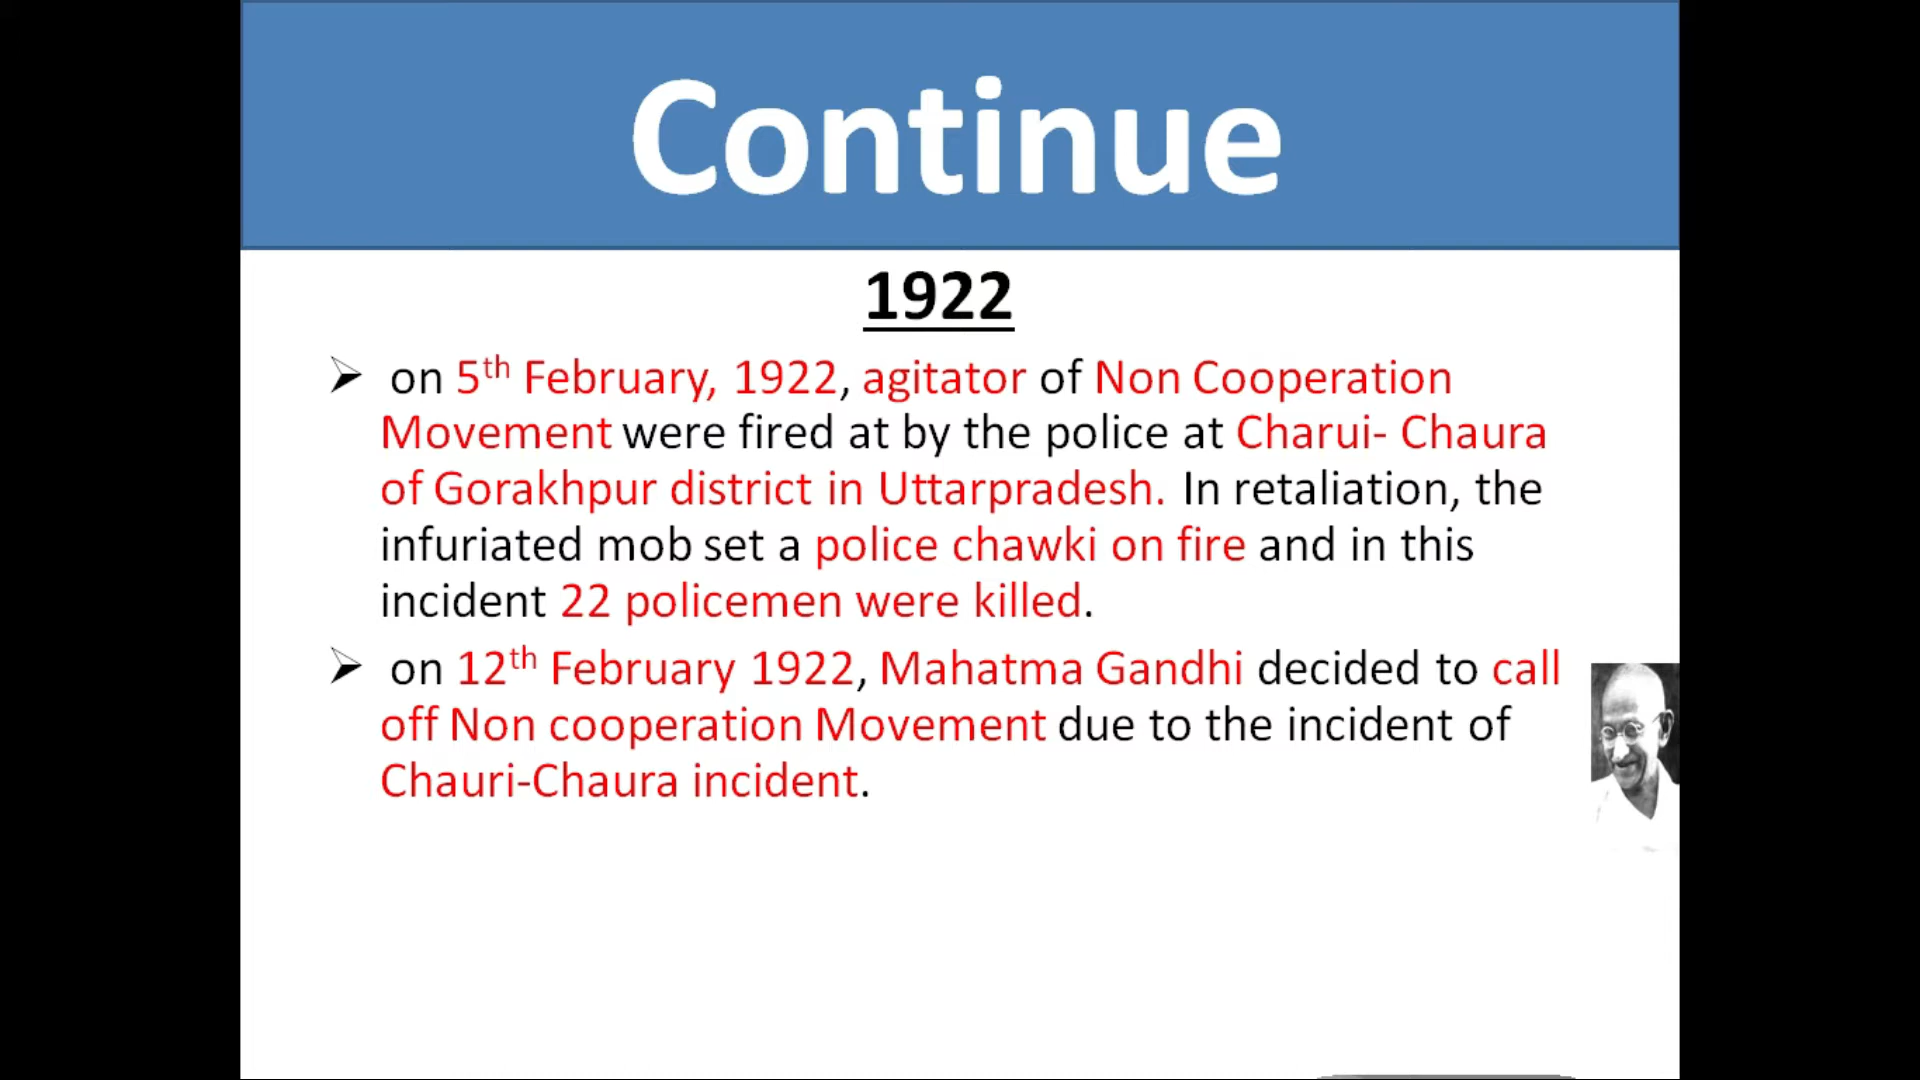 Continue
1922
➢ on 5th February, 1922, agitator of Non Cooperation
Movement were fired at by the police at Charui- Chaura
of Gorakhpur district in Uttarpradesh. In retaliation, the
infuriated mob set a police chawki on fire and in this
incident 22 policemen were killed.
➢ on 12th February 1922, Mahatma Gandhi decided to call
off Non cooperation Movement due to the incident of
Chauri-Chaura incident.